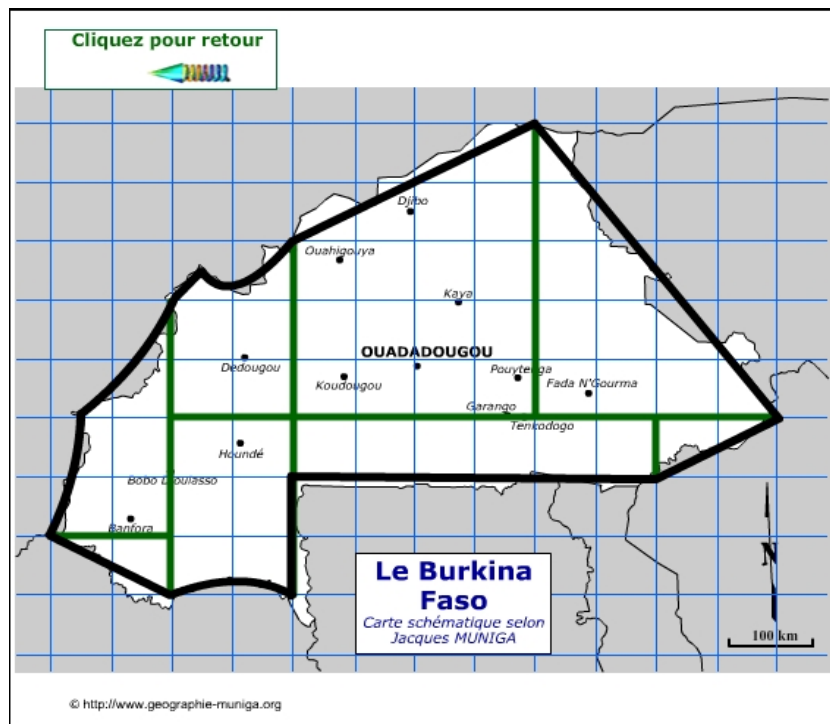 Cliquez pour retour
Djibo
Ouahigouya
Kaya
OUADADOUGOU
Dedougou
Koudougou
Pouytenga
Fada N'Gourma
Garango
Tenkodogo
Houndé
Bobo Dioulasso
Banfora
N
Le Burkina
Faso
Carte schématique selon
Jacques MUNIGA
100 km
© http://www.geographie-muniga.org